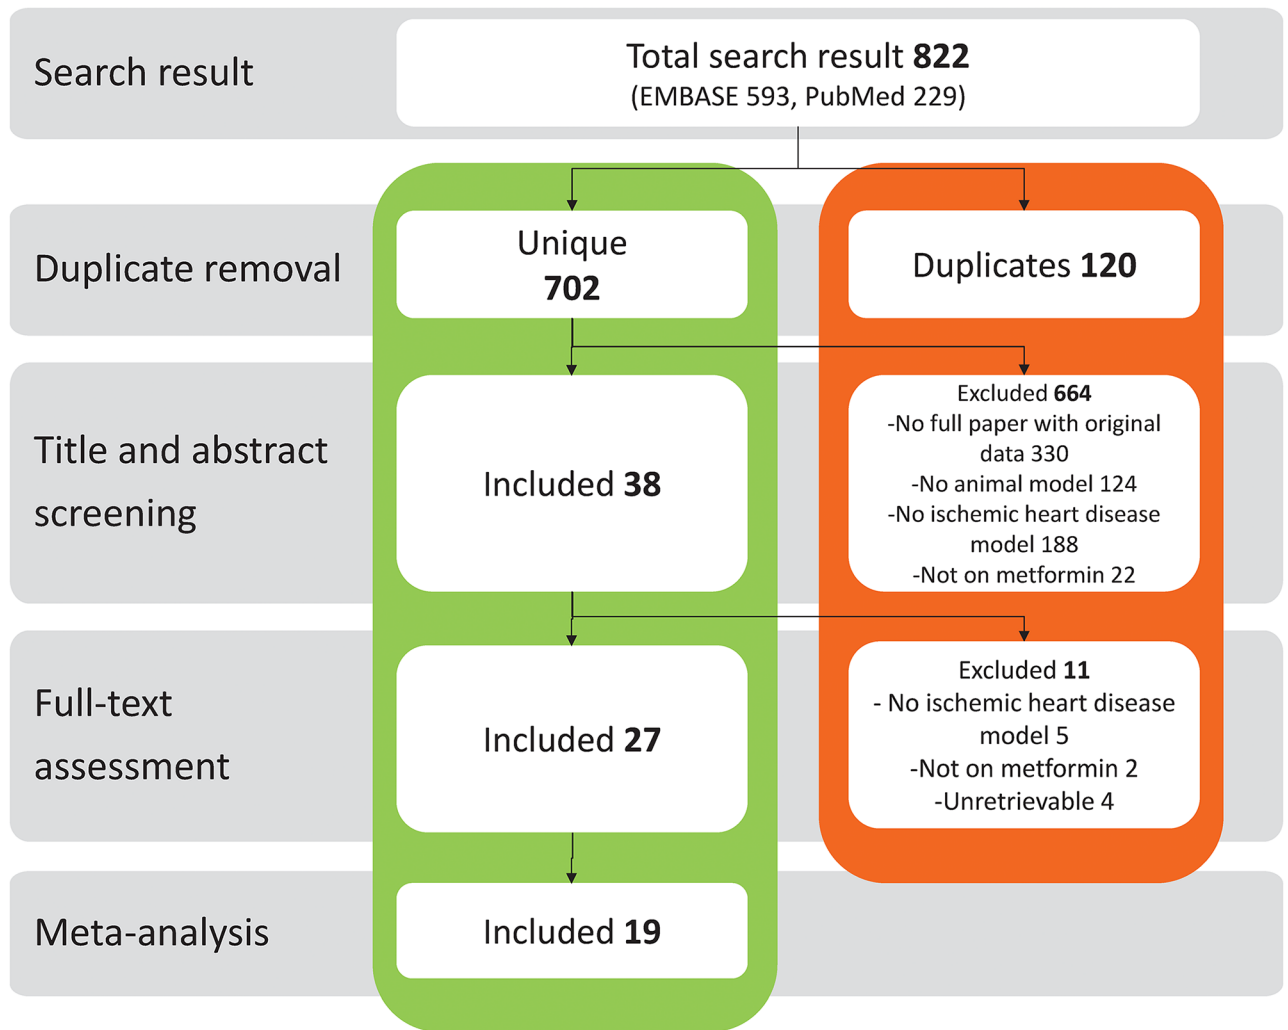 Search result
Total search result 822
(EMBASE 593, PubMed 229)
Duplicate removal
Unique
702
Duplicates 120
Title and abstract
screening
Included 38
Excluded 664
-No full paper with original
data 330
-No animal model 124
-No ischemic heart disease
model 188
-Not on metformin 22
Full-text
assessment
Included 27
Excluded 11
- No ischemic heart disease
model 5
-Not on metformin 2
-Unretrievable 4
Meta-analysis
Included 19